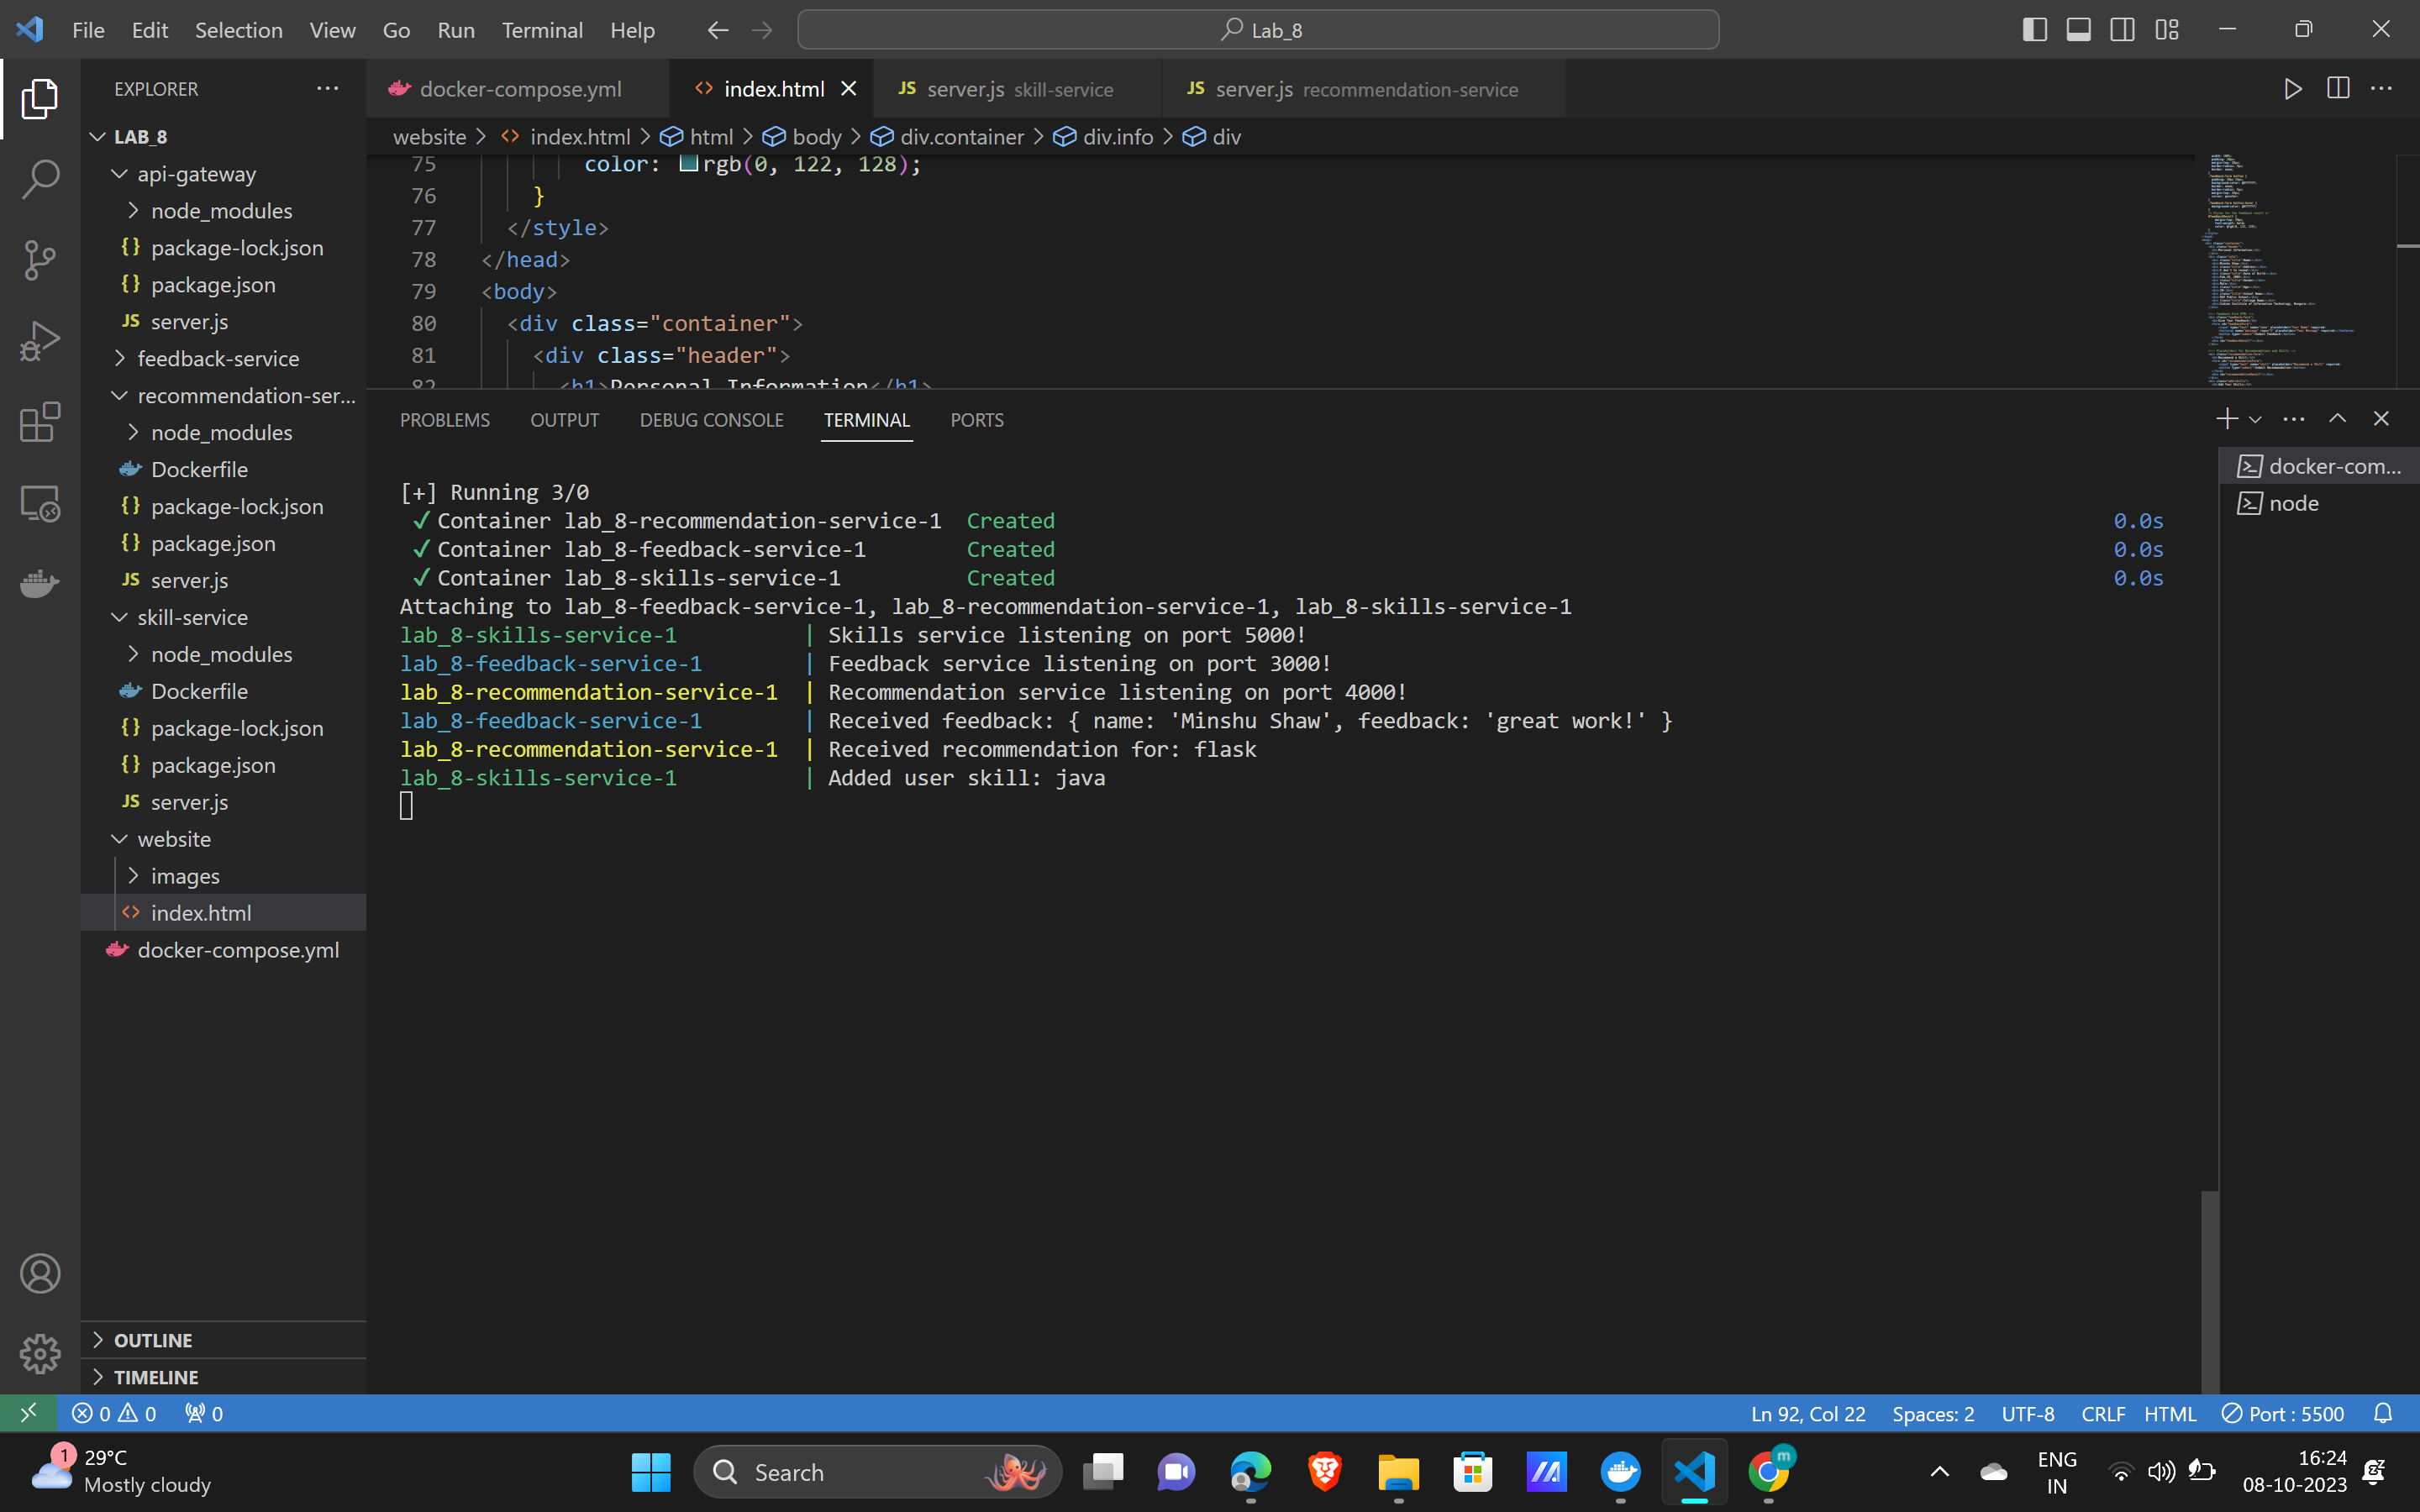 File Edit Selection View Go Run Terminal Help
Lab_8
EXPLORER
LAB_8
api-gateway
node_modules
package-lock.json
package.json
JS server.js
feedback-service
recommendation-ser...
node_modules
Dockerfile
package-lock.json
package.json
JS server.js
skill-service
node_modules
Dockerfile
package-lock.json
package.json
JS server.js
website
images
index.html
docker-compose.yml
OUTLINE
TIMELINE
docker-compose.yml
index.html
JS server.js skill-service
JS server.js recommendation-service
website > index.html > html > body > div.container > div.info > div
75 color: rgb(0, 122, 128);
76 }
77 </style>
78 </head>
79 <body>
80 <div class="container">
81 <div class="header">
82 <h1>Personal Information</h1>
PROBLEMS OUTPUT DEBUG CONSOLE TERMINAL PORTS
docker-com...
node
[+] Running 3/0
✓ Container lab_8-recommendation-service-1 Created 0.0s
✓ Container lab_8-feedback-service-1 Created 0.0s
✓ Container lab_8-skills-service-1 Created 0.0s
Attaching to lab_8-feedback-service-1, lab_8-recommendation-service-1, lab_8-skills-service-1
lab_8-skills-service-1 | Skills service listening on port 5000!
lab_8-feedback-service-1 | Feedback service listening on port 3000!
lab_8-recommendation-service-1 | Recommendation service listening on port 4000!
lab_8-feedback-service-1 | Received feedback: { name: 'Minshu Shaw', feedback: 'great work!' }
lab_8-recommendation-service-1 | Received recommendation for: flask
lab_8-skills-service-1 | Added user skill: java
0 0 0
Ln 92, Col 22 Spaces: 2 UTF-8 CRLF HTML Port : 5500
1
29°C
Mostly cloudy
Search
m
ENG
IN
16:24
08-10-2023